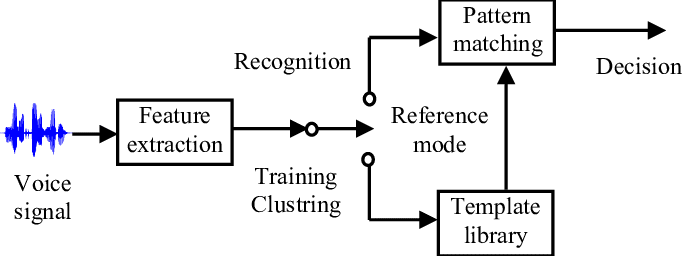 Pattern
matching
Recognition
Decision
Feature
extraction
Reference
mode
Voice
signal
Training
Clustring
Template
library